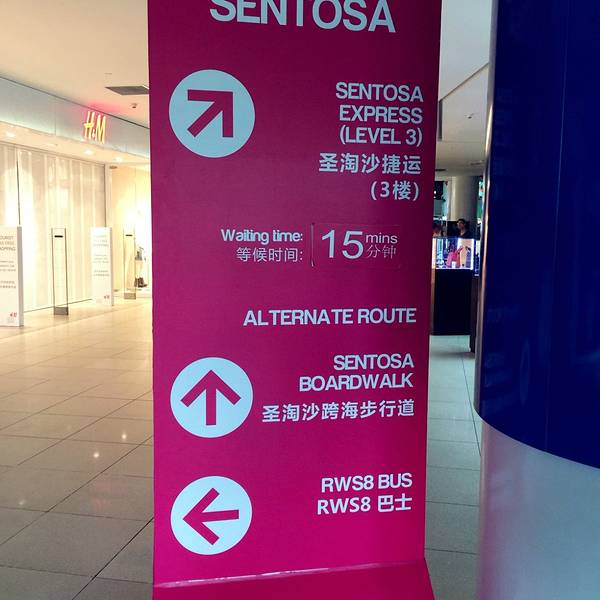 SENTOSA
H&M
SENTOSA
EXPRESS
(LEVEL 3)
圣淘沙捷运
(3楼)
Waiting time: 15 mins
等候时间: 分钟
ALTERNATE ROUTE
SENTOSA
BOARDWALK
圣淘沙跨海步行道
RWS8 BUS
RWS8 巴士